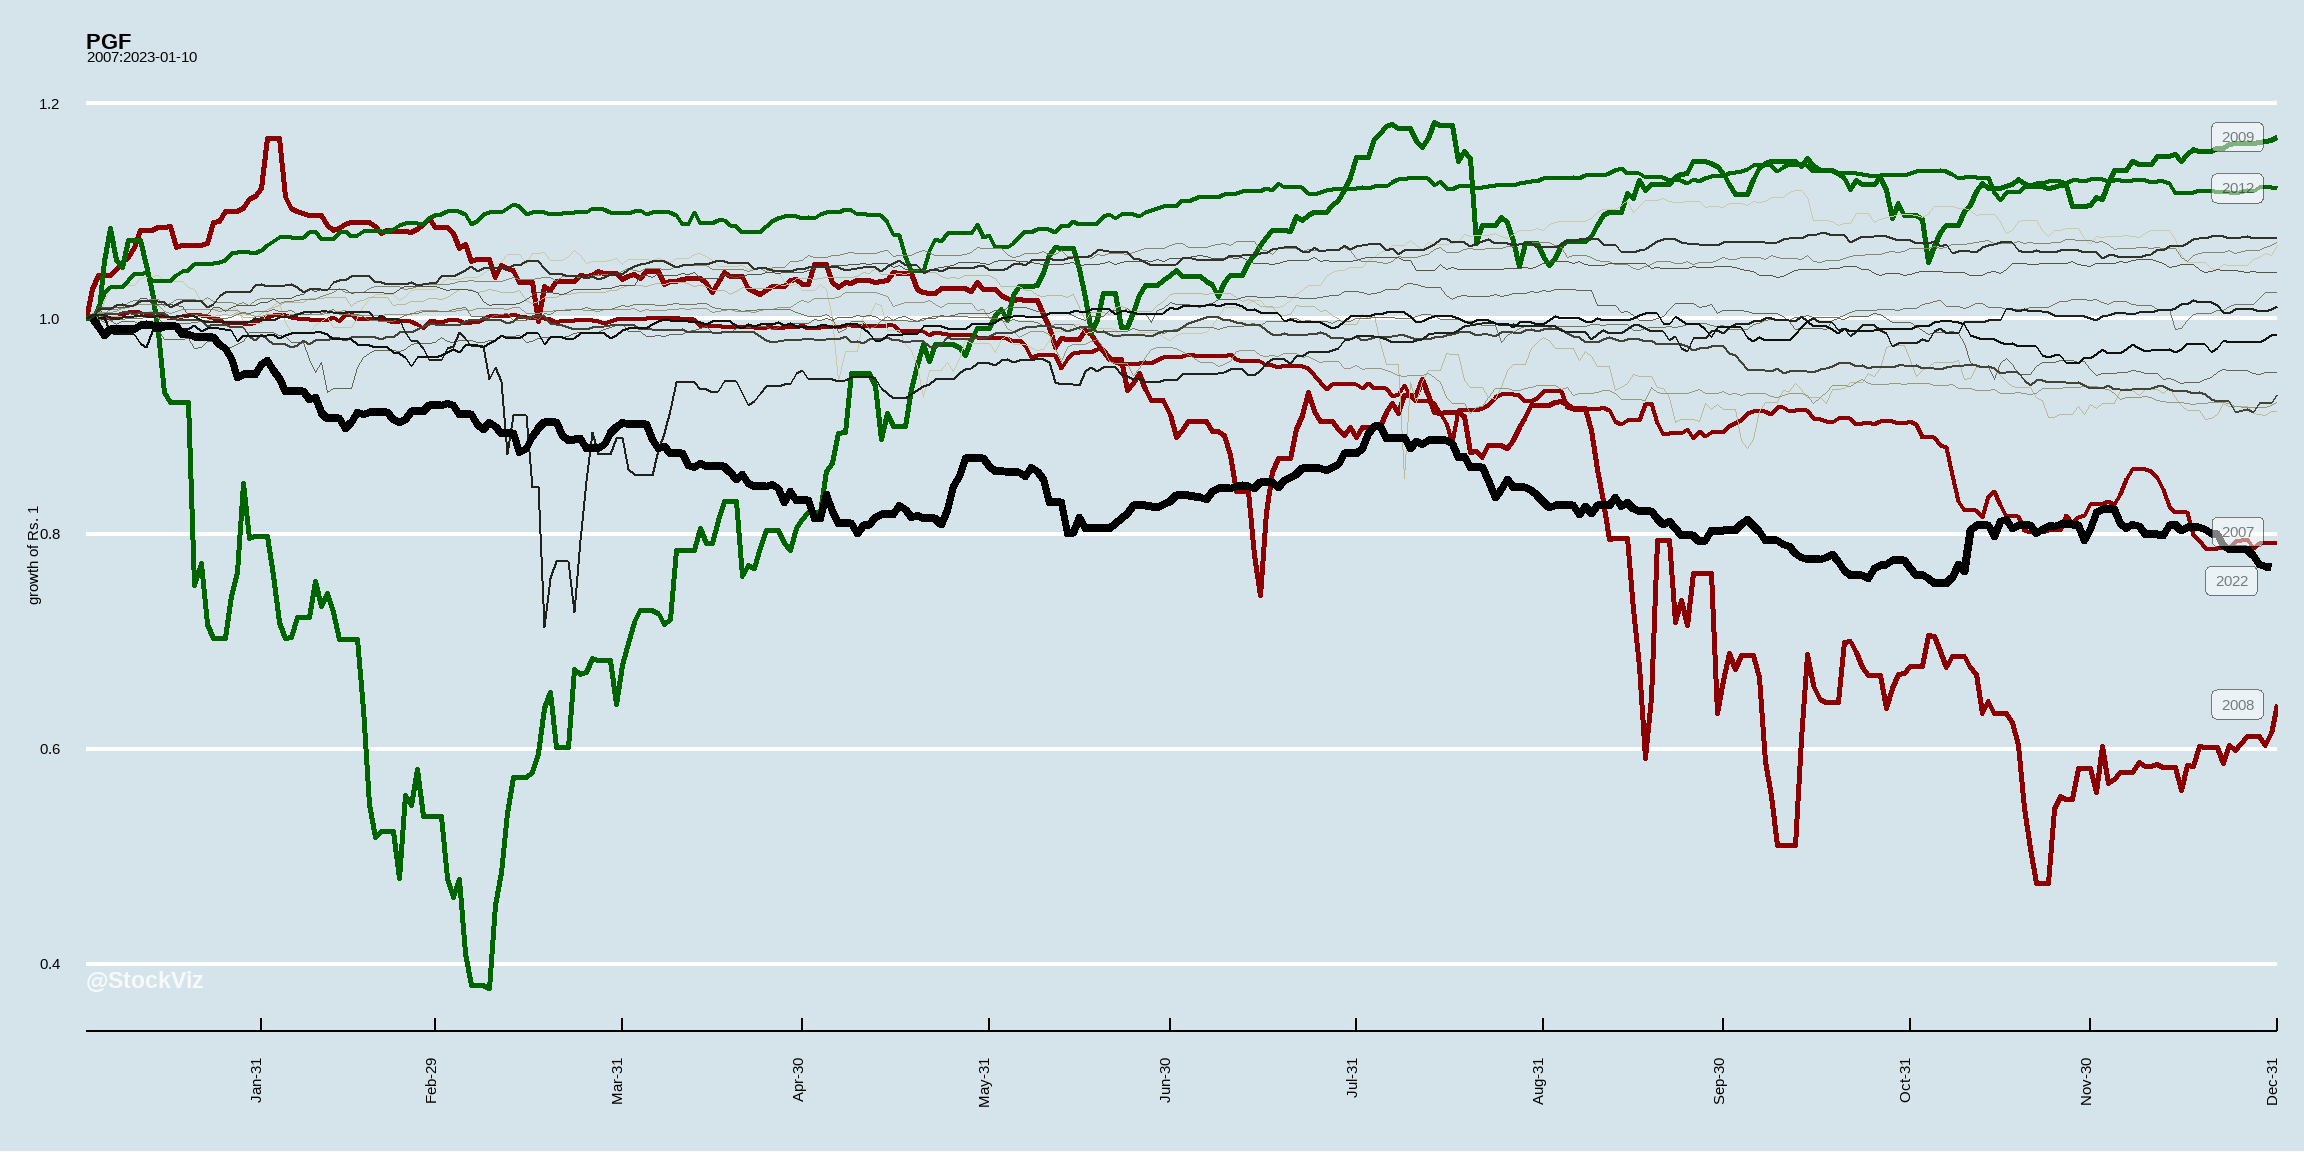 PGF
2007:2023-01-10
growth of Rs. 1
1.2
1.0
0.8
0.6
0.4
2009
2012
2007
2022
2008
@StockViz
Jan-31
Feb-29
Mar-31
Apr-30
May-31
Jun-30
Jul-31
Aug-31
Sep-30
Oct-31
Nov-30
Dec-31